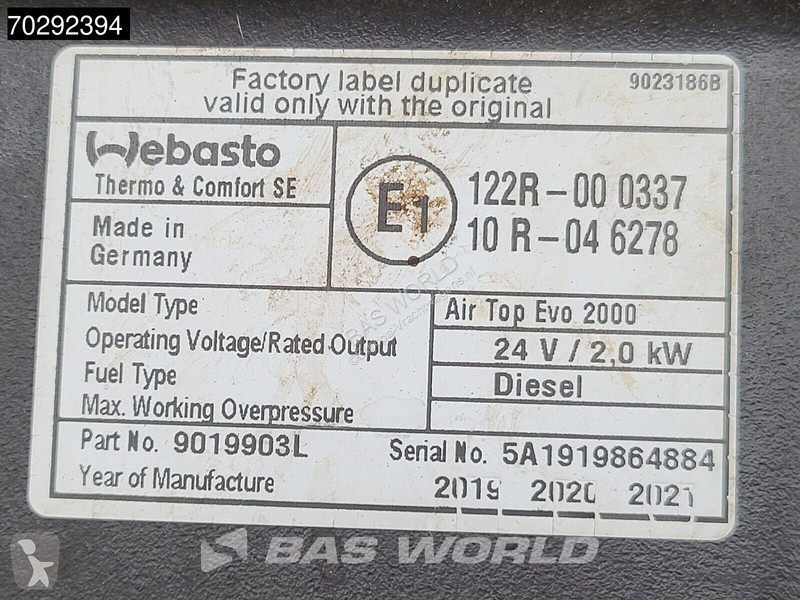 70292394
Factory label duplicate
valid only with the original
9023186B
Webasto
Thermo & Comfort SE
Made in
Germany
E1
122R-00 0337
10 R-04 6278
Model Type
Air Top Evo 2000
Operating Voltage/Rated Output
24 V / 2,0 kW
Fuel Type
Diesel
Max. Working Overpressure
Part No. 9019903L
Serial No. 5A1919864884
Year of Manufacture
2019 2020 2021
BAS WORLD
BAS WORLD